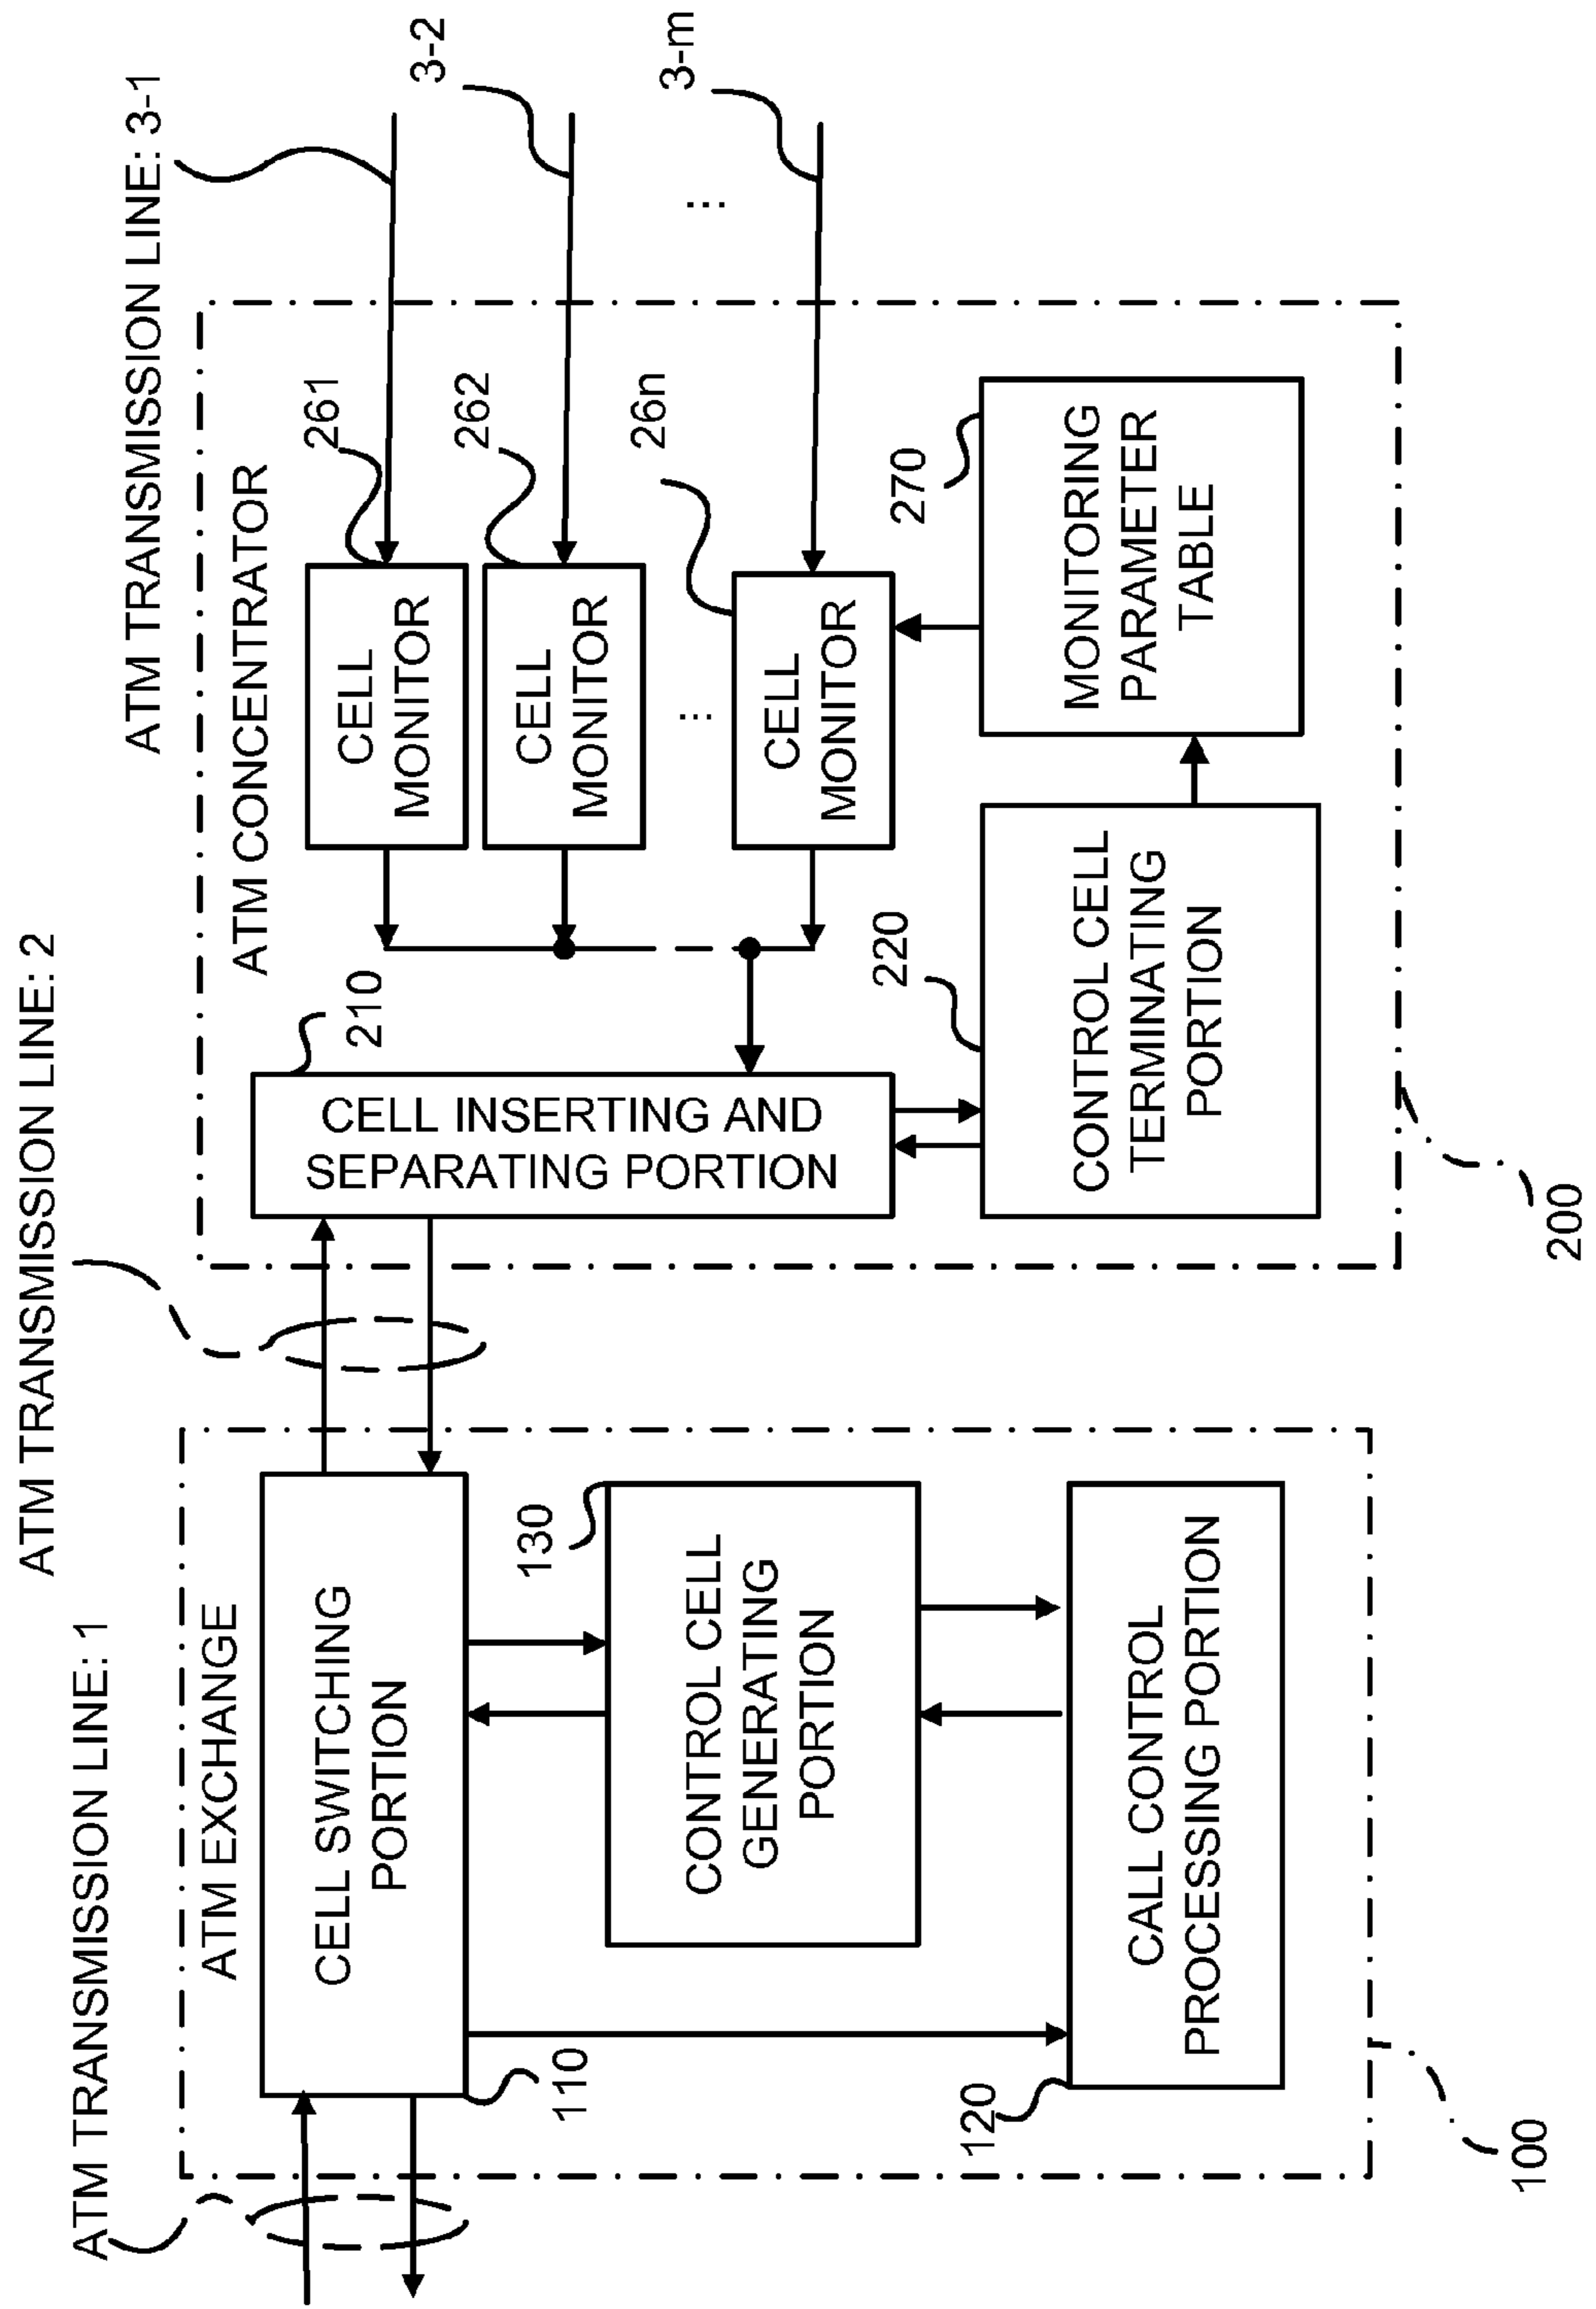 ATM TRANSMISSION LINE: 1
ATM TRANSMISSION LINE: 2
ATM TRANSMISSION LINE: 3-1
3-2
3-m
...
ATM EXCHANGE
CELL SWITCHING
PORTION
110
130
CONTROL CELL
GENERATING
PORTION
120
CALL CONTROL
PROCESSING PORTION
100
ATM CONCENTRATOR
210
CELL INSERTING AND
SEPARATING PORTION
261
CELL
MONITOR
262
CELL
MONITOR
...
26n
CELL
MONITOR
220
CONTROL CELL
TERMINATING
PORTION
270
MONITORING
PARAMETER
TABLE
200